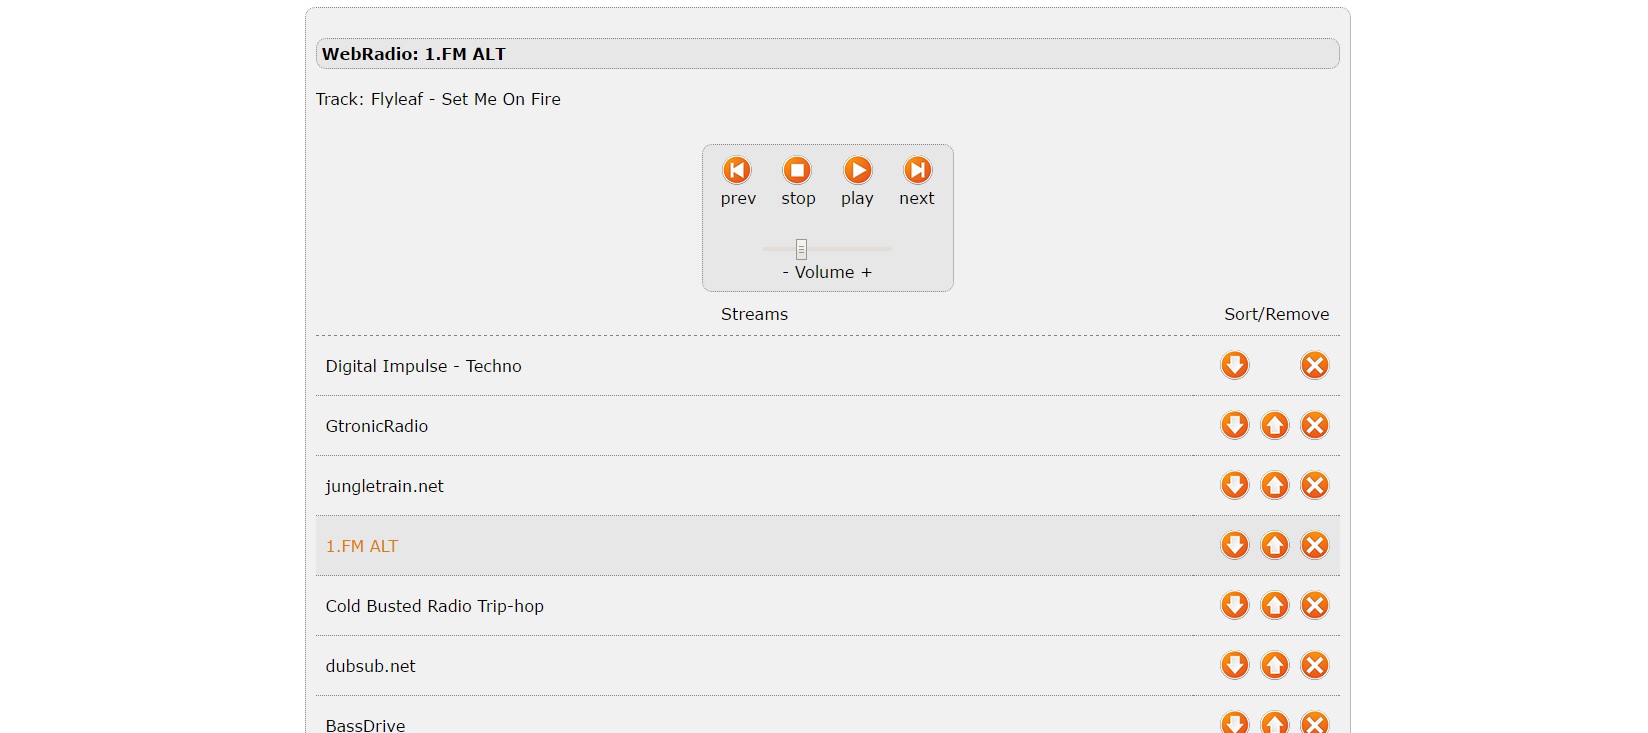 WebRadio: 1.FM ALT
Track: Flyleaf - Set Me On Fire
prev stop play next
- Volume +
Streams Sort/Remove
Digital Impulse - Techno
GtronicRadio
jungletrain.net
1.FM ALT
Cold Busted Radio Trip-hop
dubsub.net
BassDrive